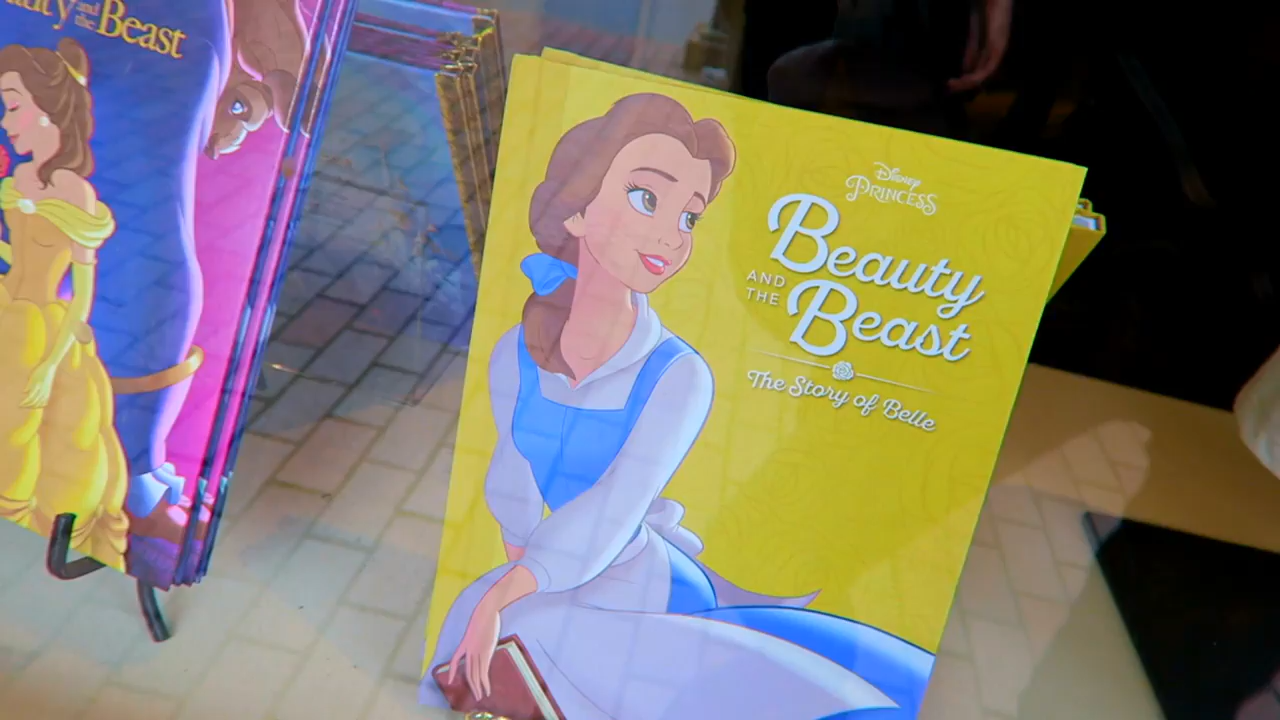 and
the Beast
Disney
PRINCESS
Beauty
AND
THE
Beast
The Story of Belle